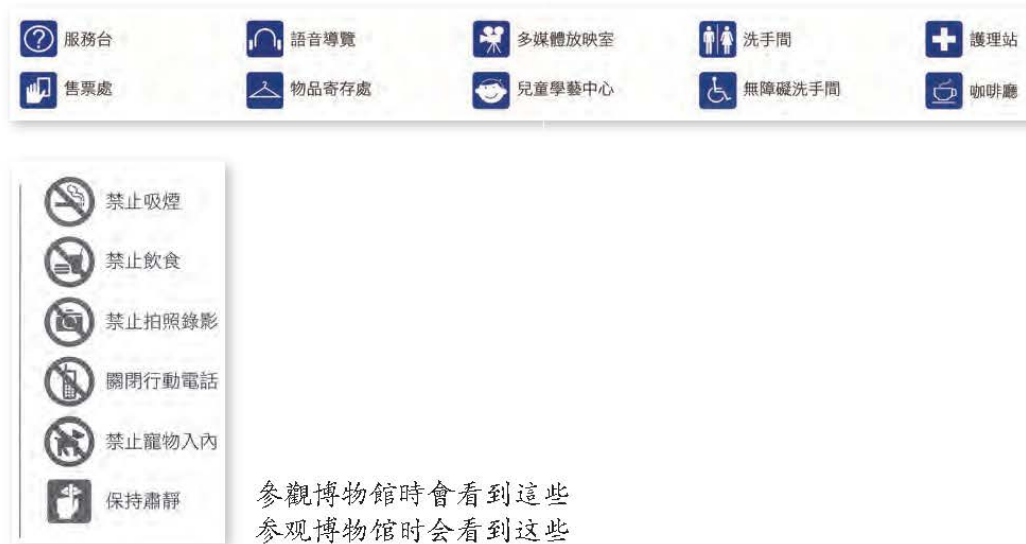 服務台
語音導覽
多媒體放映室
洗手間
護理站
售票處
物品寄存處
兒童學藝中心
無障礙洗手間
咖啡廳
禁止吸煙
禁止飲食
禁止拍照錄影
關閉行動電話
禁止寵物入內
保持肅靜
參觀博物館時會看到這些
参观博物馆时会看到这些